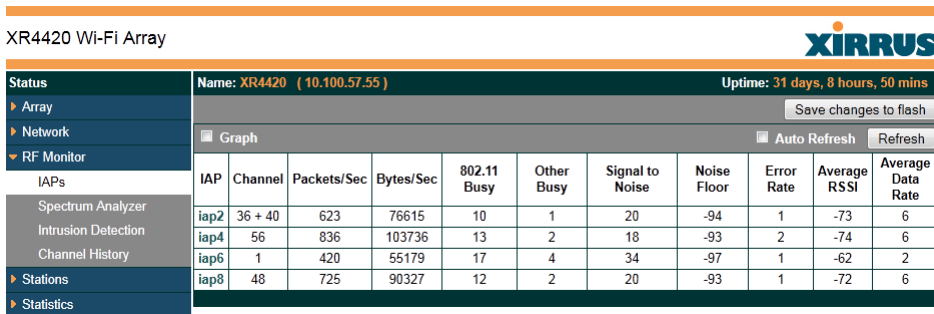 XR4420 Wi-Fi Array
XIRRUS
Status
Name: XR4420 ( 10.100.57.55 )
Uptime: 31 days, 8 hours, 50 mins
Array
Network
RF Monitor
IAPs
Spectrum Analyzer
Intrusion Detection
Channel History
Stations
Statistics
Save changes to flash
Graph
Auto Refresh
Refresh
IAP Channel Packets/Sec Bytes/Sec 802.11 Busy Other Busy Signal to Noise Noise Floor Error Rate Average RSSI Average Data Rate
iap2 36 + 40 623 76615 10 1 20 -94 1 -73 6
iap4 56 836 103736 13 2 18 -93 2 -74 6
iap6 1 420 55179 17 4 34 -97 1 -62 2
iap8 48 725 90327 12 2 20 -93 1 -72 6